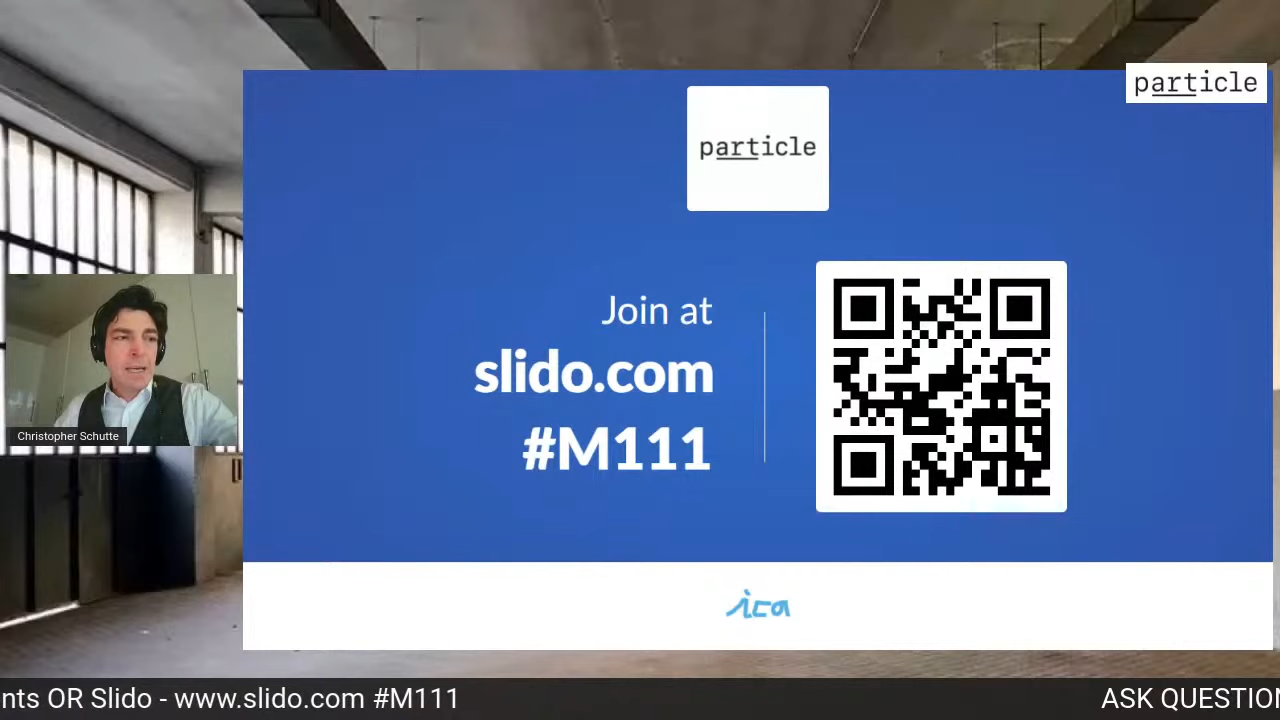 particle
particle
Join at
slido.com
#M111
Christopher Schutte
ica
nts OR Slido - www.slido.com #M111
ASK QUESTION